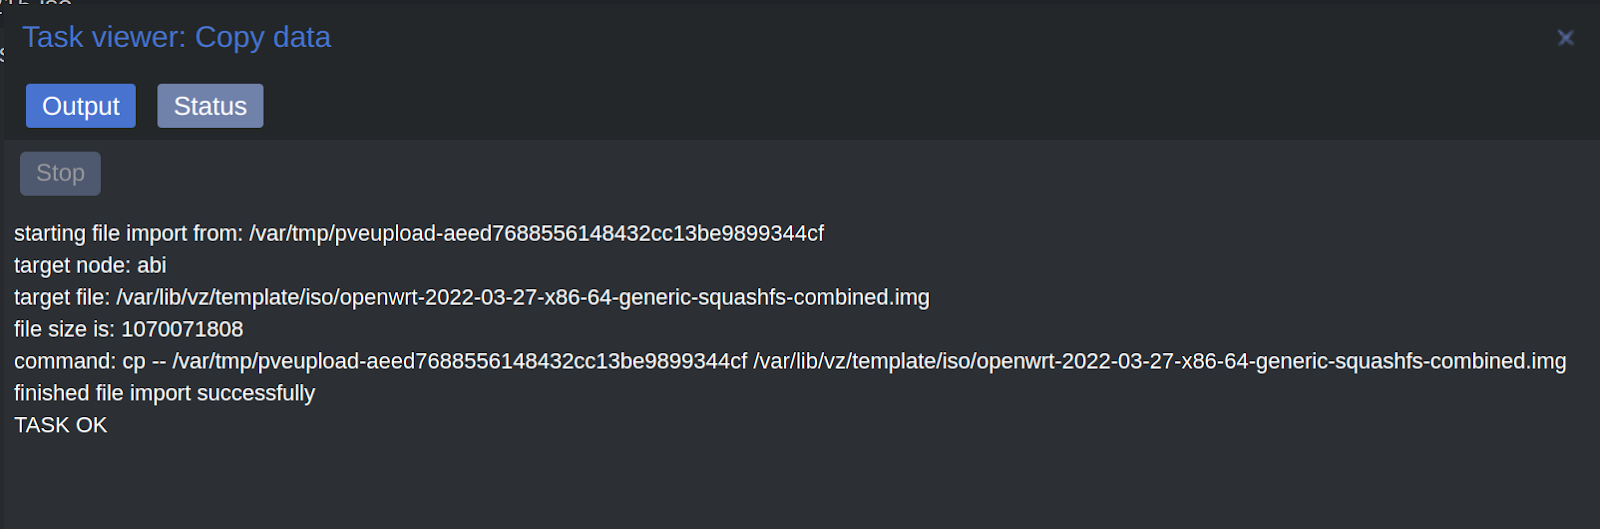 Task viewer: Copy data
Output Status
Stop
starting file import from: /var/tmp/pveupload-aeed7688556148432cc13be9899344cf
target node: abi
target file: /var/lib/vz/template/iso/openwrt-2022-03-27-x86-64-generic-squashfs-combined.img
file size is: 1070071808
command: cp -- /var/tmp/pveupload-aeed7688556148432cc13be9899344cf /var/lib/vz/template/iso/openwrt-2022-03-27-x86-64-generic-squashfs-combined.img
finished file import successfully
TASK OK